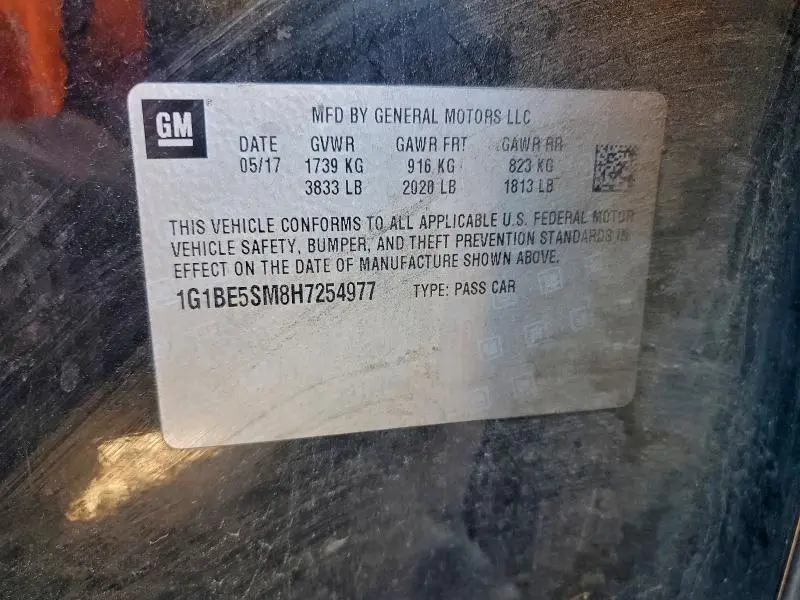 GM
MFD BY GENERAL MOTORS LLC
DATE GVWR GAWR FRT GAWR RR
05/17 1739 KG 916 KG 823 KG
3833 LB 2020 LB 1813 LB
THIS VEHICLE CONFORMS TO ALL APPLICABLE U.S. FEDERAL MOTOR
VEHICLE SAFETY, BUMPER, AND THEFT PREVENTION STANDARDS IN
EFFECT ON THE DATE OF MANUFACTURE SHOWN ABOVE.
1G1BE5SM8H7254977 TYPE: PASS CAR